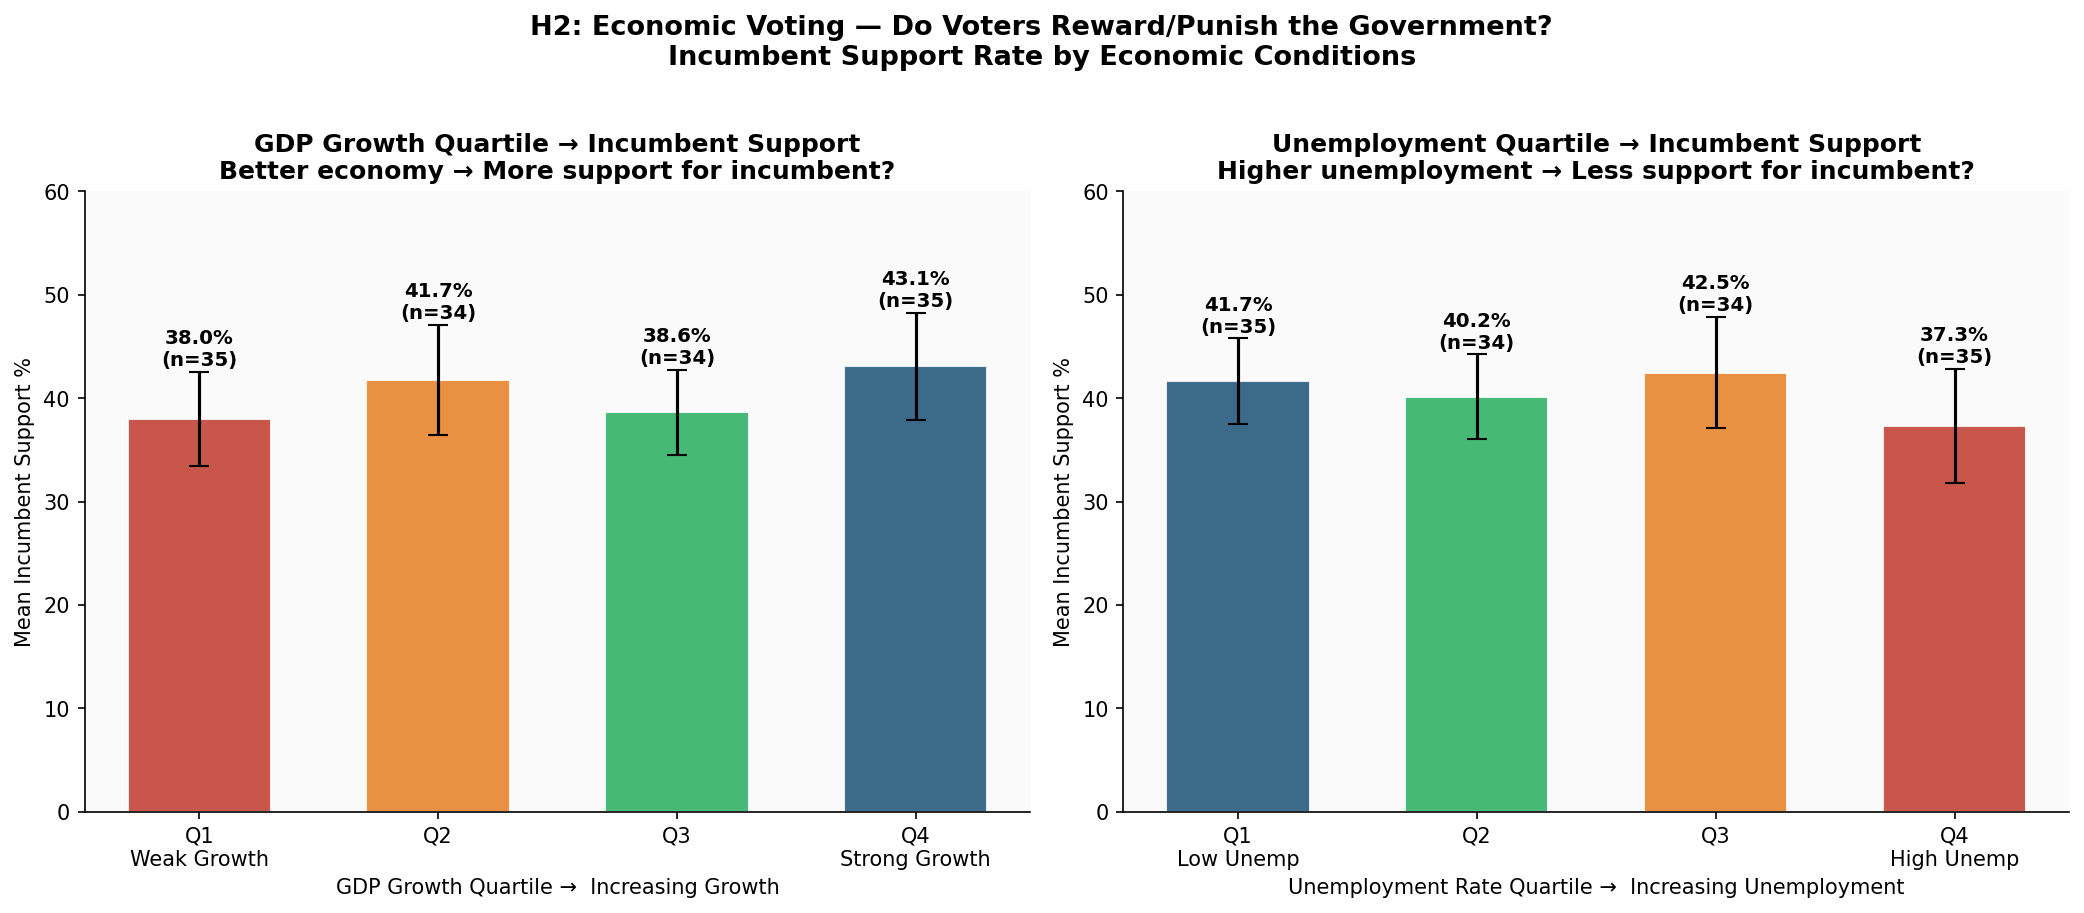 H2: Economic Voting — Do Voters Reward/Punish the Government?
Incumbent Support Rate by Economic Conditions
GDP Growth Quartile → Incumbent Support
Better economy → More support for incumbent?
Mean Incumbent Support %
60
50
40
30
20
10
0
38.0%
(n=35)
41.7%
(n=34)
38.6%
(n=34)
43.1%
(n=35)
Q1
Weak Growth
Q2
Q3
Q4
Strong Growth
GDP Growth Quartile → Increasing Growth
Unemployment Quartile → Incumbent Support
Higher unemployment → Less support for incumbent?
Mean Incumbent Support %
60
50
40
30
20
10
0
41.7%
(n=35)
40.2%
(n=34)
42.5%
(n=34)
37.3%
(n=35)
Q1
Low Unemp
Q2
Q3
Q4
High Unemp
Unemployment Rate Quartile → Increasing Unemployment